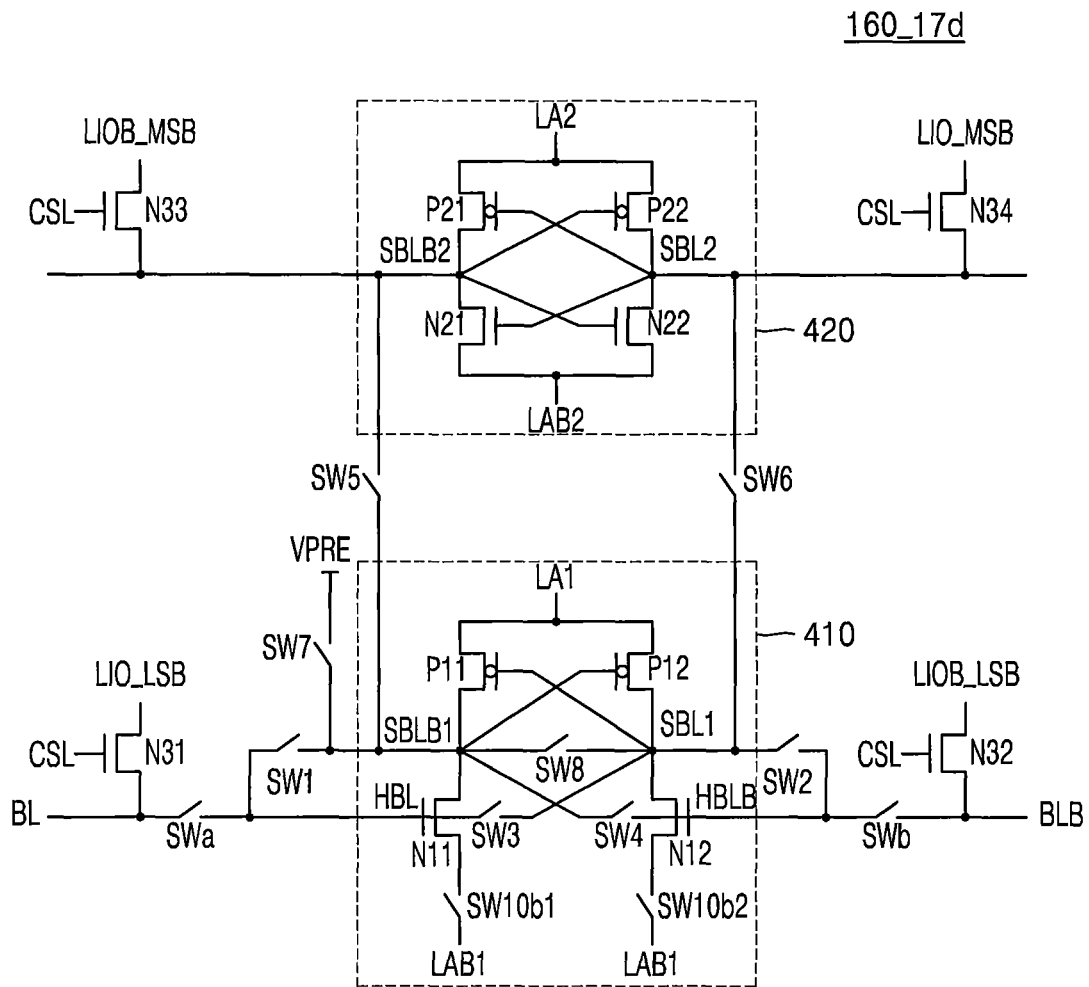 160_17d
LA2
LIOB_MSB
LIO_MSB
CSL
N33
P21
P22
CSL
N34
SBLB2
SBL2
N21
N22
420
LAB2
SW5
SW6
VPRE
LA1
410
SW7
P11
P12
LIO_LSB
LIOB_LSB
SBLB1
SBL1
CSL
N31
SW1
SW8
SW2
CSL
N32
HBL
HBLB
BL
SWa
SW3
SW4
SWb
BLB
N11
N12
SW10b1
SW10b2
LAB1
LAB1